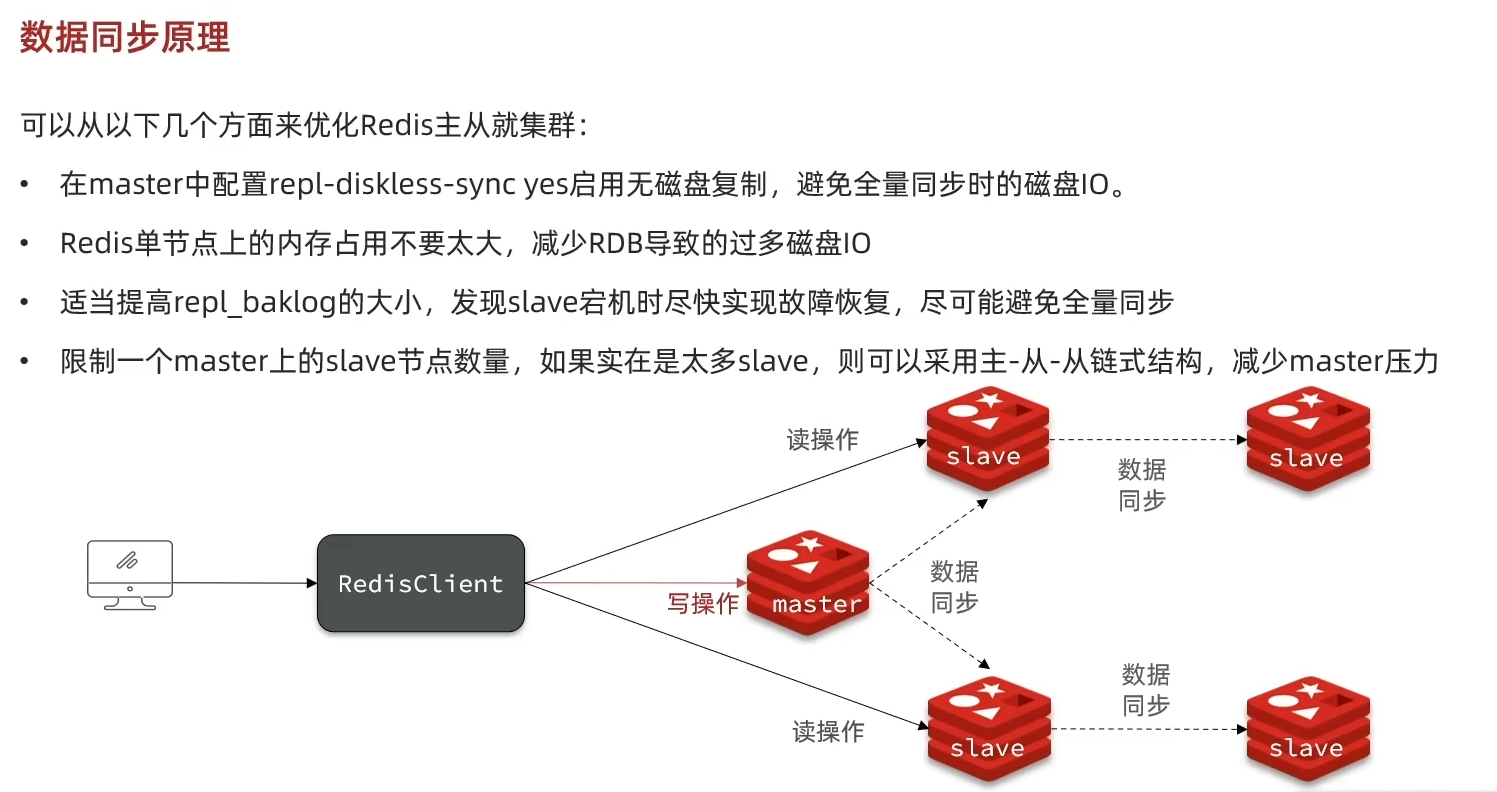 数据同步原理
可以从以下几个方面来优化Redis主从就集群：
• 在master中配置repl-diskless-sync yes启用无磁盘复制，避免全量同步时的磁盘IO。
• Redis单节点上的内存占用不要太大，减少RDB导致的过多磁盘IO
• 适当提高repl_baklog的大小，发现slave宕机时尽快实现故障恢复，尽可能避免全量同步
• 限制一个master上的slave节点数量，如果实在是太多slave，则可以采用主-从-从链式结构，减少master压力
读操作
slave
数据
同步
slave
RedisClient
写操作
master
数据
同步
读操作
slave
数据
同步
slave